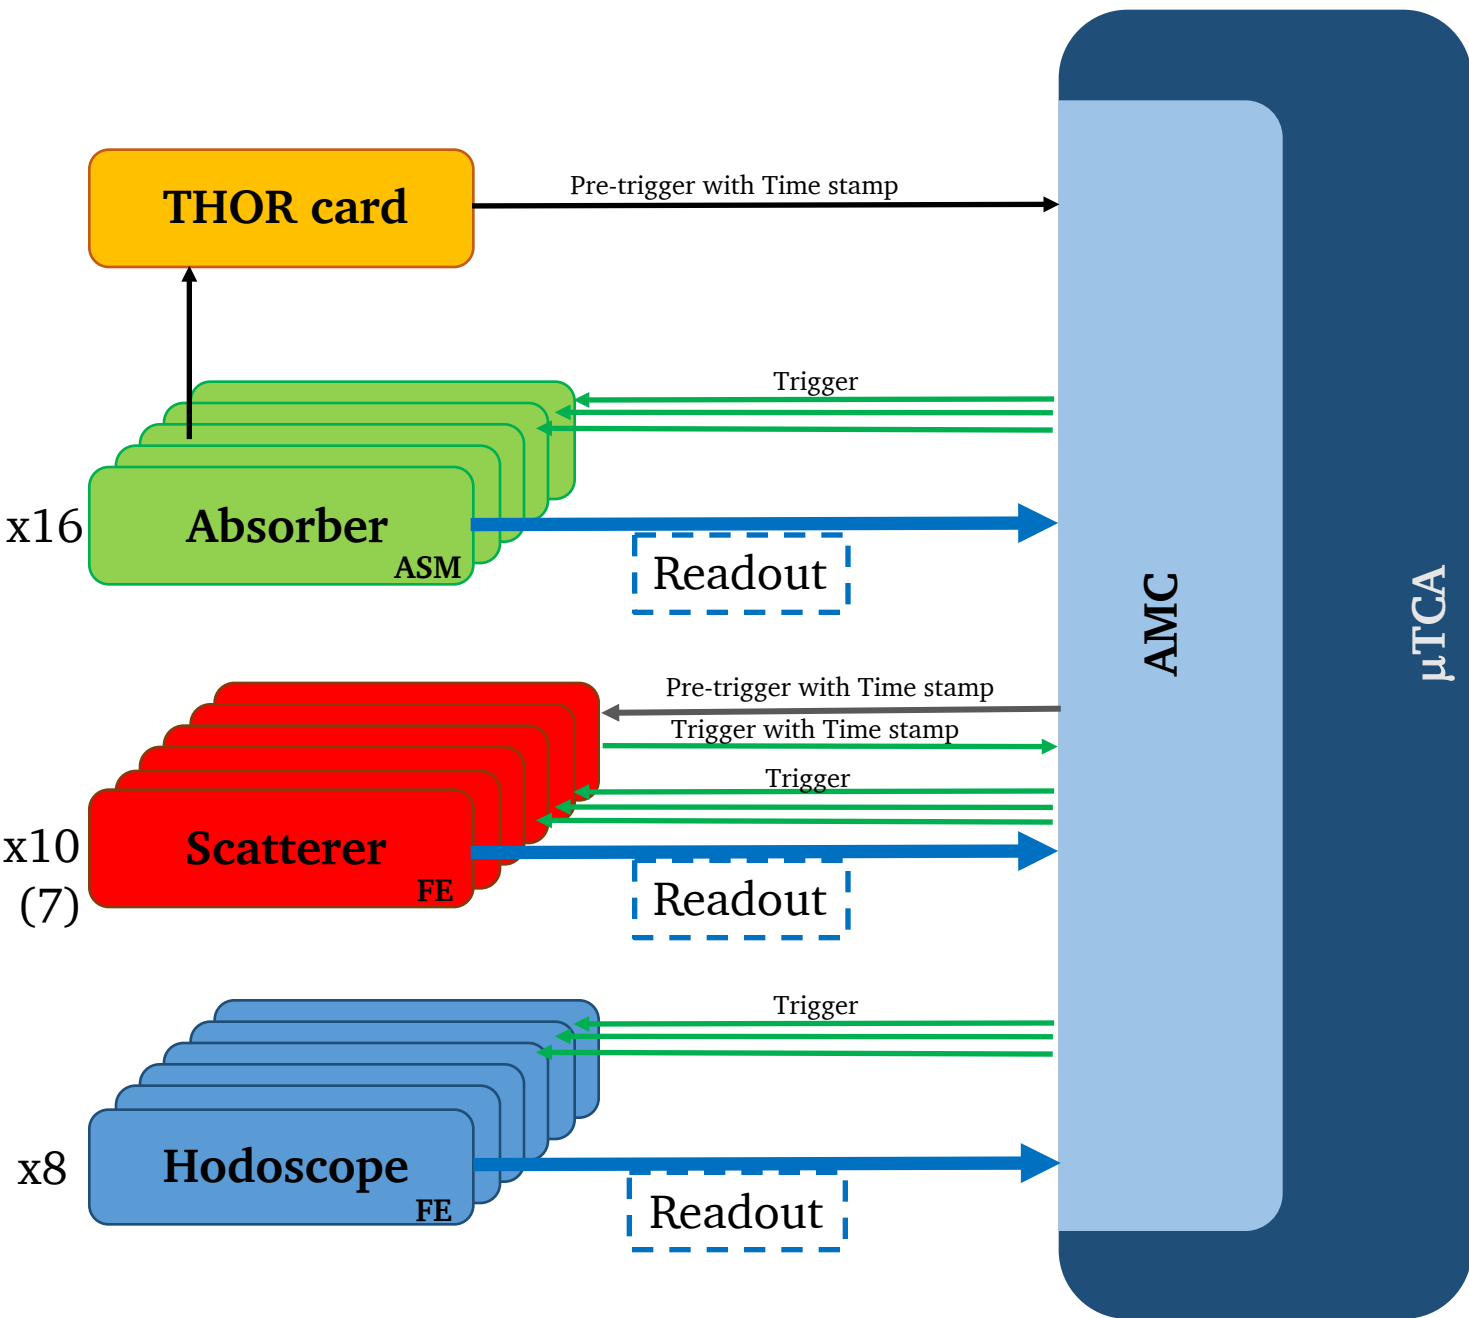 THOR card
Pre-trigger with Time stamp
Trigger
x16
Absorber
ASM
Readout
Pre-trigger with Time stamp
Trigger with Time stamp
Trigger
x10
(7)
Scatterer
FE
Readout
Trigger
x8
Hodoscope
FE
Readout
AMC
μTCA